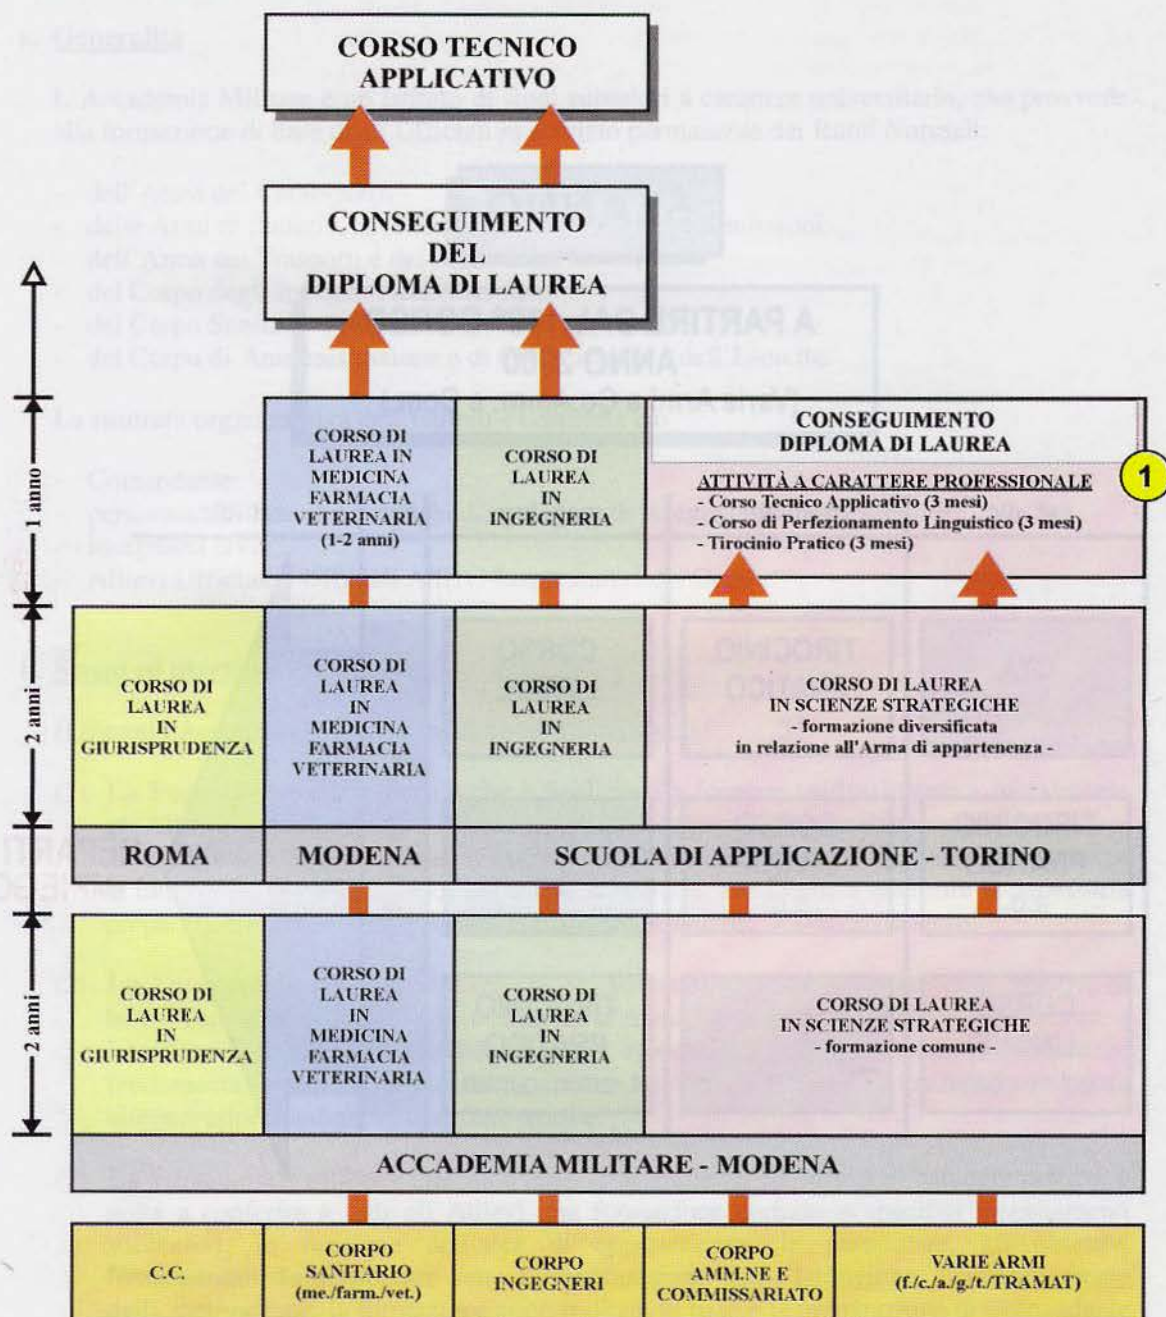 CORSO TECNICO
APPLICATIVO
CONSEGUIMENTO
DEL
DIPLOMA DI LAUREA
1 anno
CORSO DI
LAUREA IN
MEDICINA
FARMACIA
VETERINARIA
(1-2 anni)
CORSO DI
LAUREA
IN
INGEGNERIA
CONSEGUIMENTO
DIPLOMA DI LAUREA
ATTIVITÀ A CARATTERE PROFESSIONALE
- Corso Tecnico Applicativo (3 mesi)
- Corso di Perfezionamento Linguistico (3 mesi)
- Tirocinio Pratico (3 mesi)
1
2 anni
CORSO DI
LAUREA
IN
GIURISPRUDENZA
CORSO DI
LAUREA
IN
MEDICINA
FARMACIA
VETERINARIA
CORSO DI
LAUREA
IN
INGEGNERIA
CORSO DI LAUREA
IN SCIENZE STRATEGICHE
- formazione diversificata
in relazione all'Arma di appartenenza -
ROMA
MODENA
SCUOLA DI APPLICAZIONE - TORINO
2 anni
CORSO DI
LAUREA
IN
GIURISPRUDENZA
CORSO DI
LAUREA
IN
MEDICINA
FARMACIA
VETERINARIA
CORSO DI
LAUREA
IN
INGEGNERIA
CORSO DI LAUREA
IN SCIENZE STRATEGICHE
- formazione comune -
ACCADEMIA MILITARE - MODENA
C.C.
CORPO
SANITARIO
(me./farm./vet.)
CORPO
INGEGNERI
CORPO
AMM.NE E
COMMISSARIATO
VARIE ARMI
(f./c./a./g./t./TRAMAT)